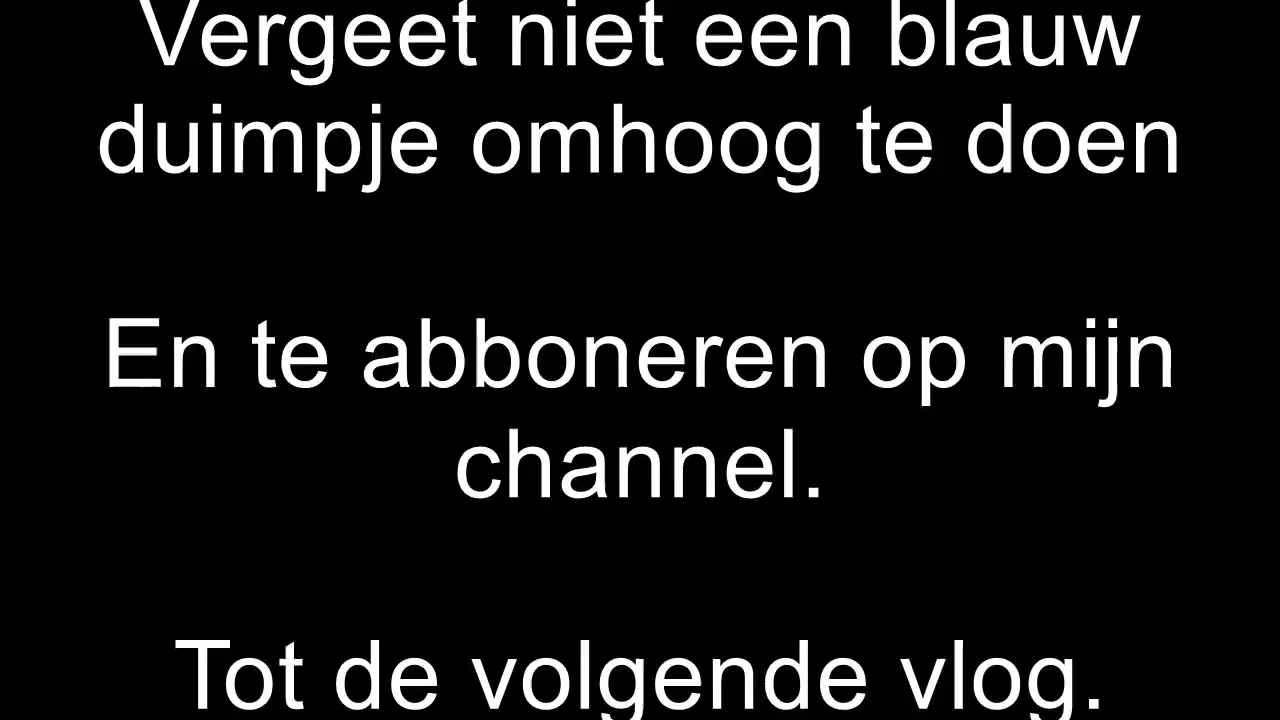 Vergeet niet een blauw
duimpje omhoog te doen
En te abboneren op mijn
channel.
Tot de volgende vlog.